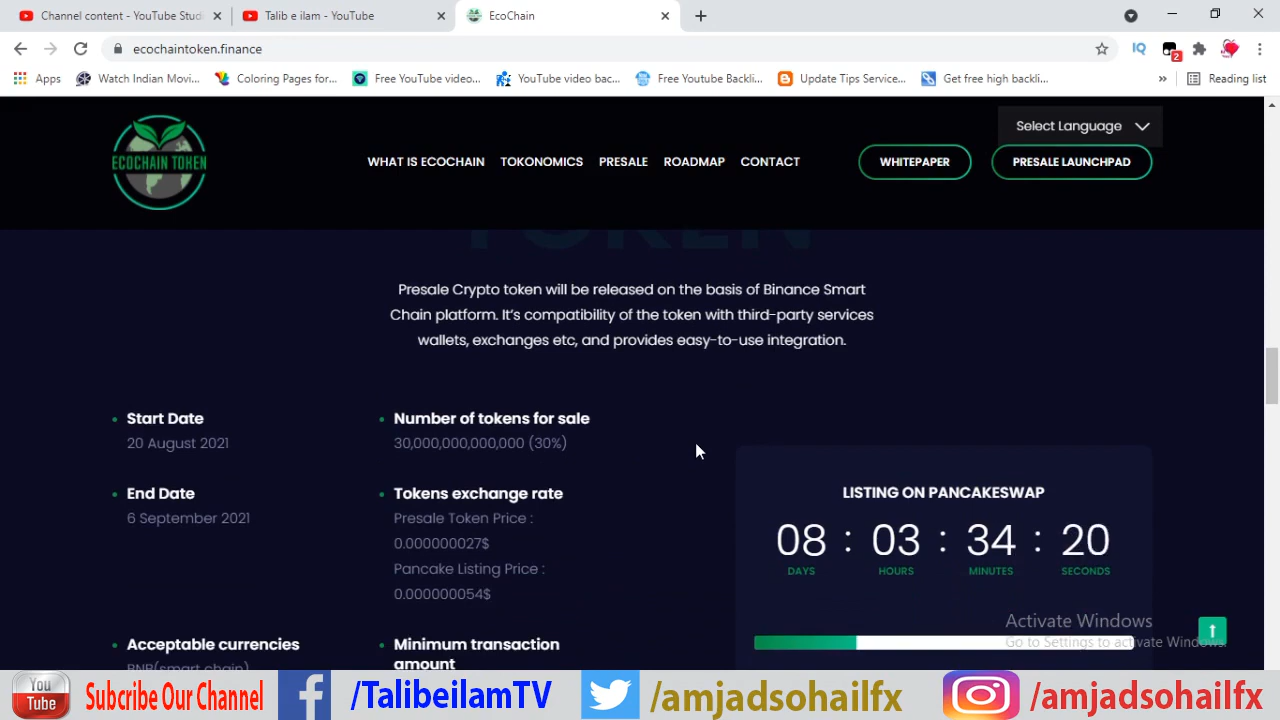 Channel content - YouTube Stud
Talib e ilam - YouTube
EcoChain
ecochaintoken.finance
IQ
2
Apps
Watch Indian Movi...
Coloring Pages for...
Free YouTube video...
YouTube video bac...
Free Youtube Backli...
Update Tips Service...
Get free high backli...
»
Reading list
Select Language
ECOCHAIN TOKEN
WHAT IS ECOCHAIN
TOKONOMICS
PRESALE
ROADMAP
CONTACT
WHITEPAPER
PRESALE LAUNCHPAD
TOKEN
Presale Crypto token will be released on the basis of Binance Smart
Chain platform. It's compatibility of the token with third-party services
wallets, exchanges etc, and provides easy-to-use integration.
Start Date
20 August 2021
Number of tokens for sale
30,000,000,000,000 (30%)
End Date
6 September 2021
Tokens exchange rate
Presale Token Price :
0.000000027$
Pancake Listing Price :
0.000000054$
LISTING ON PANCAKESWAP
08 : 03 : 34 : 20
DAYS HOURS MINUTES SECONDS
Acceptable currencies
BNB(smart chain)
Minimum transaction
amount
Activate Windows
Go to Settings to activate Windows.
You
Tube
Subcribe Our Channel
f
/TalibeilamTV
/amjadsohailfx
/amjadsohailfx